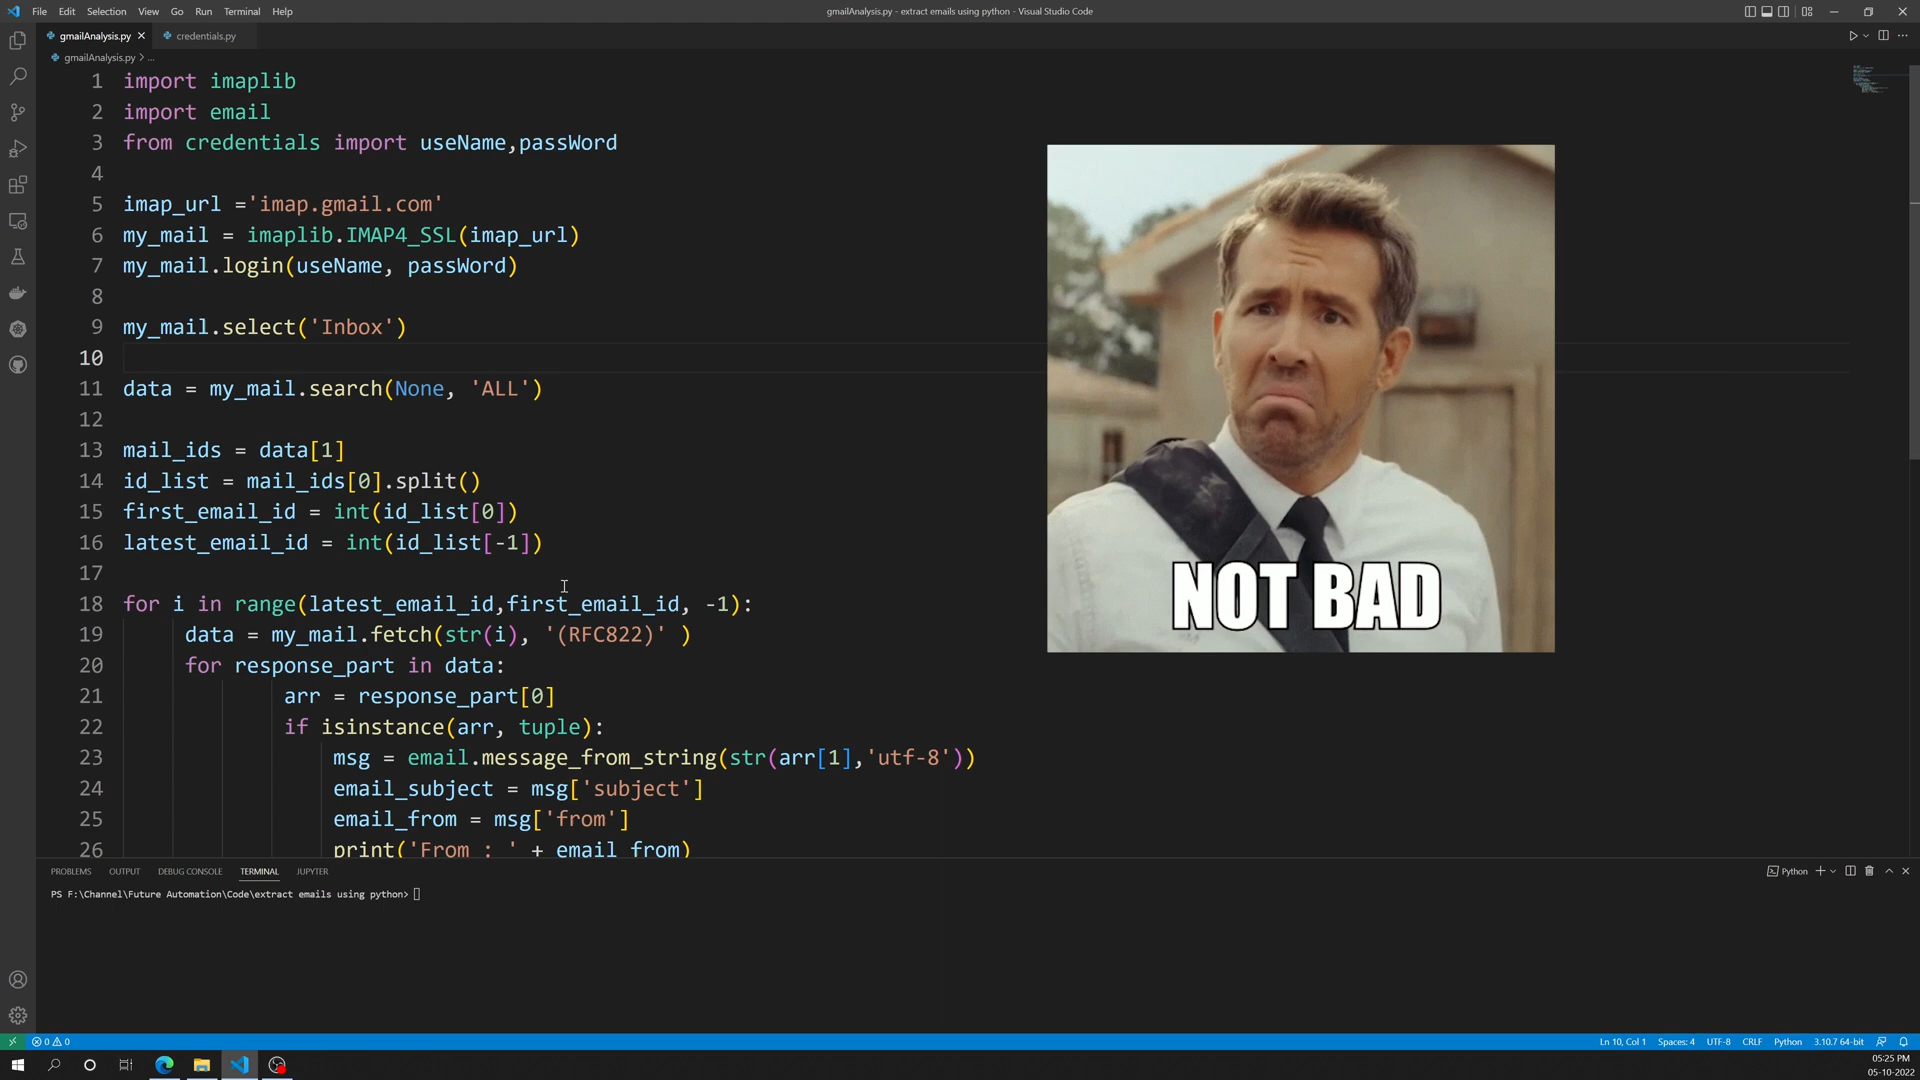 File Edit Selection View Go Run Terminal Help
gmailAnalysis.py - extract emails using python - Visual Studio Code
gmailAnalysis.py credentials.py
gmailAnalysis.py > ...
1 import imaplib
2 import email
3 from credentials import useName,passWord
4
5 imap_url ='imap.gmail.com'
6 my_mail = imaplib.IMAP4_SSL(imap_url)
7 my_mail.login(useName, passWord)
8
9 my_mail.select('Inbox')
10
11 data = my_mail.search(None, 'ALL')
12
13 mail_ids = data[1]
14 id_list = mail_ids[0].split()
15 first_email_id = int(id_list[0])
16 latest_email_id = int(id_list[-1])
17
18 for i in range(latest_email_id,first_email_id, -1):
19 data = my_mail.fetch(str(i), '(RFC822)' )
20 for response_part in data:
21 arr = response_part[0]
22 if isinstance(arr, tuple):
23 msg = email.message_from_string(str(arr[1],'utf-8'))
24 email_subject = msg['subject']
25 email_from = msg['from']
26 print('From : ' + email_from)
NOT BAD
PROBLEMS OUTPUT DEBUG CONSOLE TERMINAL JUPYTER
Python
PS F:\Channel\Future Automation\Code\extract emails using python>
0 0
Ln 10, Col 1 Spaces: 4 UTF-8 CRLF Python 3.10.7 64-bit
05:25 PM
05-10-2022